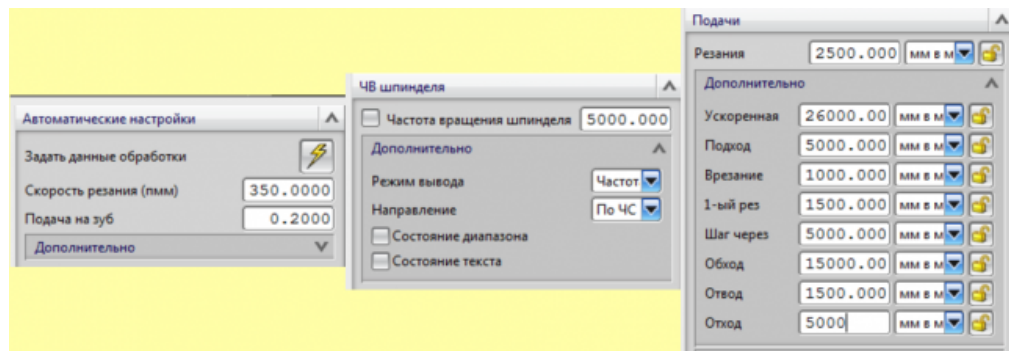 Автоматические настройки
Задать данные обработки
Скорость резания (пмм) 350.0000
Подача на зуб 0.2000
Дополнительно
ЧВ шпинделя
Частота вращения шпинделя 5000.000
Дополнительно
Режим вывода Частот
Направление По ЧС
Состояние диапазона
Состояние текста
Подачи
Резания 2500.000 мм в м
Дополнительно
Ускоренная 26000.00 мм в м
Подход 5000.000 мм в м
Врезание 1000.000 мм в м
1-ый рез 1500.000 мм в м
Шаг через 5000.000 мм в м
Обход 15000.00 мм в м
Отвод 1500.000 мм в м
Отход 5000 мм в м